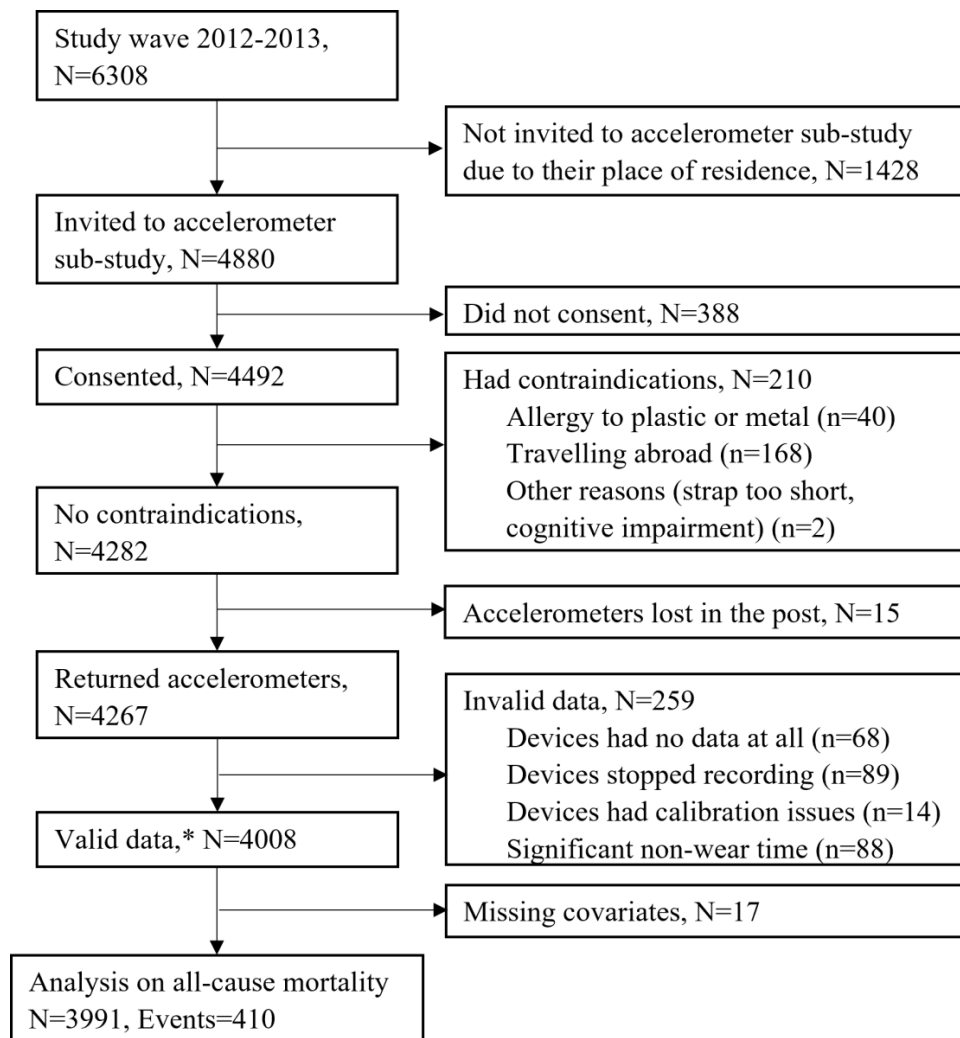 Study wave 2012-2013,
N=6308
Not invited to accelerometer sub-study
due to their place of residence, N=1428
Invited to accelerometer
sub-study, N=4880
Did not consent, N=388
Consented, N=4492
Had contraindications, N=210
Allergy to plastic or metal (n=40)
Travelling abroad (n=168)
Other reasons (strap too short,
cognitive impairment) (n=2)
No contraindications,
N=4282
Accelerometers lost in the post, N=15
Returned accelerometers,
N=4267
Invalid data, N=259
Devices had no data at all (n=68)
Devices stopped recording (n=89)
Devices had calibration issues (n=14)
Significant non-wear time (n=88)
Valid data,* N=4008
Missing covariates, N=17
Analysis on all-cause mortality
N=3991, Events=410